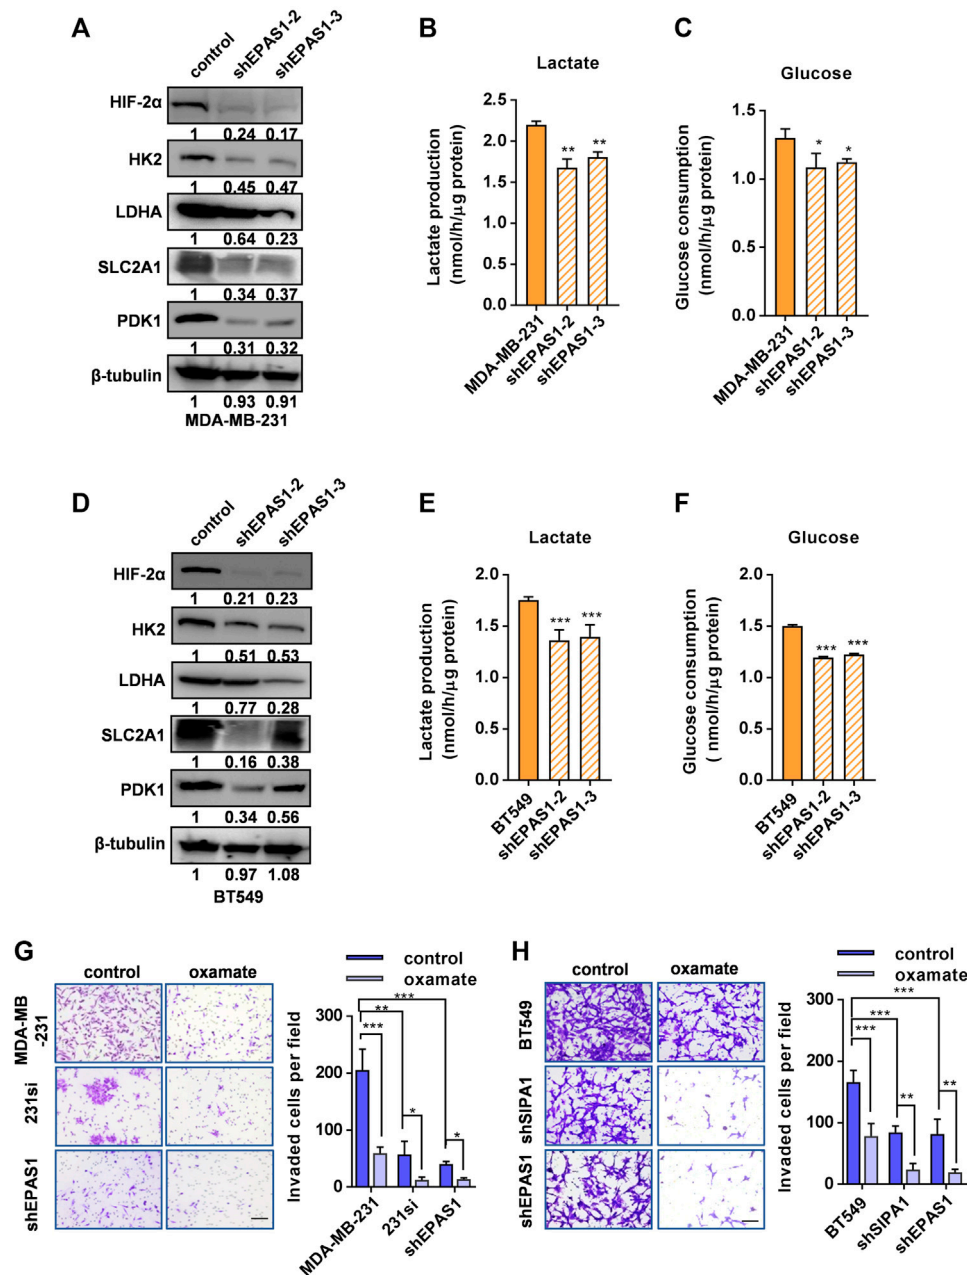 A
control
shEPAS1-2
shEPAS1-3
HIF-2α
1 0.24 0.17
HK2
1 0.45 0.47
LDHA
1 0.64 0.23
SLC2A1
1 0.34 0.37
PDK1
1 0.31 0.32
β-tubulin
1 0.93 0.91
MDA-MB-231
B
Lactate
Lactate production
(nmol/h/μg protein)
2.5
2.0
1.5
1.0
0.5
0.0
** **
MDA-MB-231
shEPAS1-2
shEPAS1-3
C
Glucose
Glucose consumption
(nmol/h/μg protein)
1.5
1.0
0.5
0.0
* *
MDA-MB-231
shEPAS1-2
shEPAS1-3
D
control
shEPAS1-2
shEPAS1-3
HIF-2α
1 0.21 0.23
HK2
1 0.51 0.53
LDHA
1 0.77 0.28
SLC2A1
1 0.16 0.38
PDK1
1 0.34 0.56
β-tubulin
1 0.97 1.08
BT549
E
Lactate
Lactate production
(nmol/h/μg protein)
2.0
1.5
1.0
0.5
0.0
*** ***
BT549
shEPAS1-2
shEPAS1-3
F
Glucose
Glucose consumption
( nmol/h/μg protein)
2.0
1.5
1.0
0.5
0.0
*** ***
BT549
shEPAS1-2
shEPAS1-3
G
control oxamate
MDA-MB
-231
231si
shEPAS1
control
oxamate
Invaded cells per field
300
200
100
0
***
**
***
*
*
MDA-MB-231
231si
shEPAS1
H
control oxamate
BT549
shSIPA1
shEPAS1
control
oxamate
Invaded cells per field
300
200
100
0
***
***
***
**
**
BT549
shSIPA1
shEPAS1